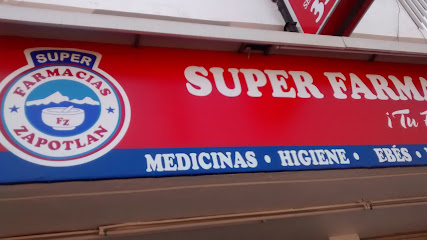 SUPER
FARMACIAS
FZ
ZAPOTLAN
SUPER FARMA
¡Tu
MEDICINAS • HIGIENE • EBÉS •